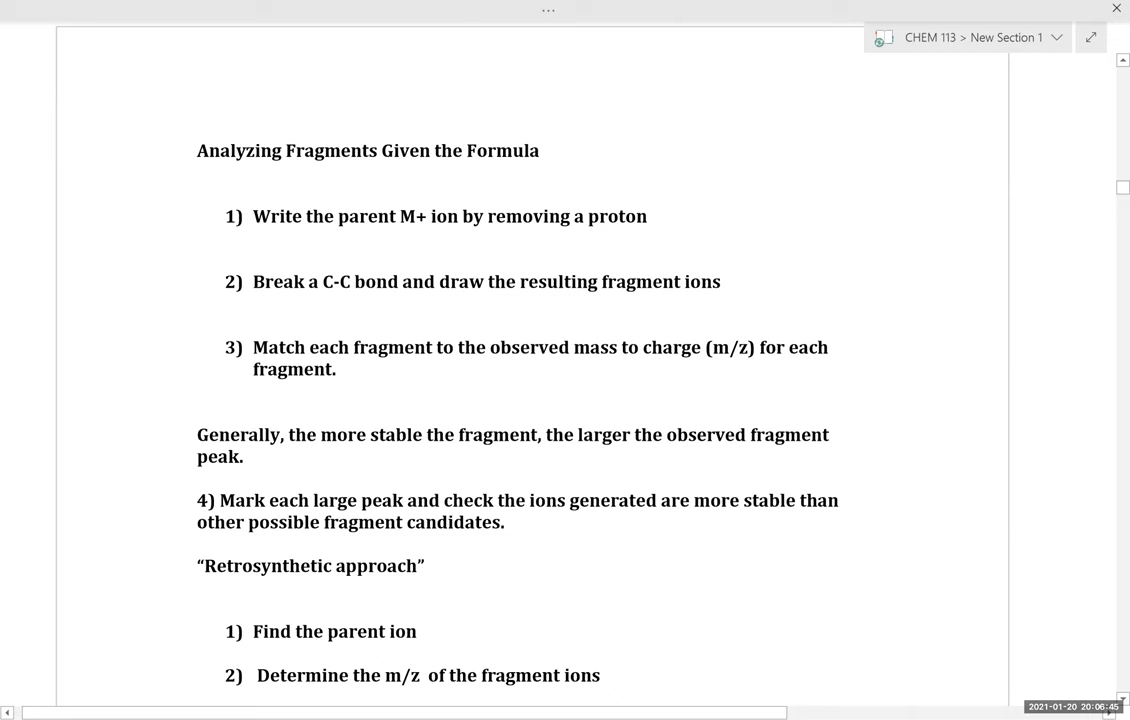 ...
CHEM 113 > New Section 1
Analyzing Fragments Given the Formula
1) Write the parent M+ ion by removing a proton
2) Break a C-C bond and draw the resulting fragment ions
3) Match each fragment to the observed mass to charge (m/z) for each
fragment.
Generally, the more stable the fragment, the larger the observed fragment
peak.
4) Mark each large peak and check the ions generated are more stable than
other possible fragment candidates.
“Retrosynthetic approach”
1) Find the parent ion
2) Determine the m/z of the fragment ions
2021-01-20 20:06:45